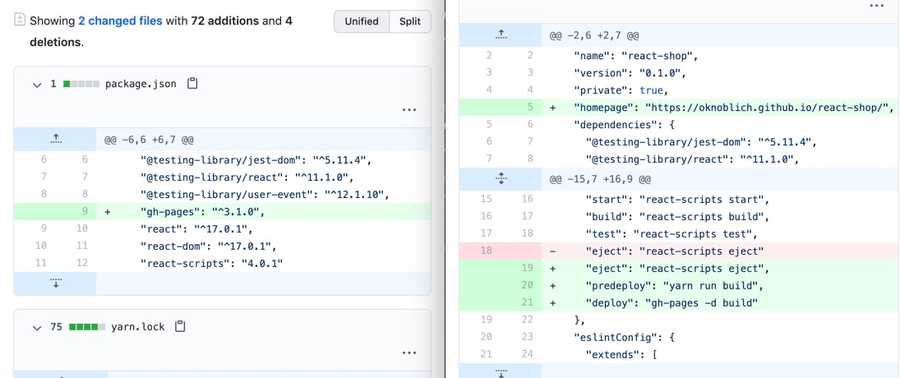 Showing 2 changed files with 72 additions and 4
deletions.
Unified Split
1 package.json
...
@@ -6,6 +6,7 @@
6 6 "@testing-library/jest-dom": "^5.11.4",
7 7 "@testing-library/react": "^11.1.0",
8 8 "@testing-library/user-event": "^12.1.10",
9 + "gh-pages": "^3.1.0",
9 10 "react": "^17.0.1",
10 11 "react-dom": "^17.0.1",
11 12 "react-scripts": "4.0.1"
75 yarn.lock
...
...
@@ -2,6 +2,7 @@
2 2 "name": "react-shop",
3 3 "version": "0.1.0",
4 4 "private": true,
5 + "homepage": "https://oknoblich.github.io/react-shop/",
5 6 "dependencies": {
6 7 "@testing-library/jest-dom": "^5.11.4",
7 8 "@testing-library/react": "^11.1.0",
@@ -15,7 +16,9 @@
15 16 "start": "react-scripts start",
16 17 "build": "react-scripts build",
17 18 "test": "react-scripts test",
18 - "eject": "react-scripts eject"
19 + "eject": "react-scripts eject",
20 + "predeploy": "yarn run build",
21 + "deploy": "gh-pages -d build"
19 22 },
20 23 "eslintConfig": {
21 24 "extends": [